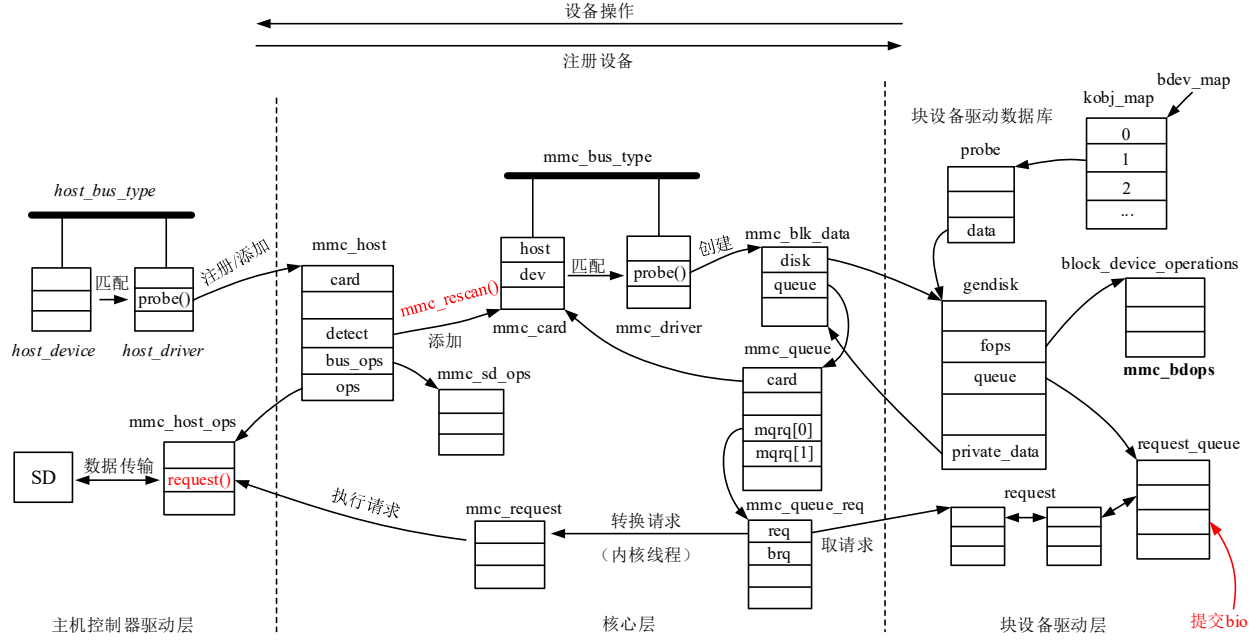 设备操作
注册设备
bdev_map
kobj_map
块设备驱动数据库
0
1
2
...
probe
data
mmc_bus_type
host_bus_type
匹配
probe()
host_device
host_driver
注册/添加
mmc_host
card
detect
bus_ops
ops
mmc_rescan()
添加
host
dev
mmc_card
匹配
probe()
mmc_driver
创建
mmc_blk_data
disk
queue
gendisk
fops
queue
private_data
block_device_operations
mmc_bdops
mmc_sd_ops
mmc_queue
card
mqrq[0]
mqrq[1]
mmc_host_ops
request()
SD
数据传输
执行请求
mmc_request
转换请求
（内核线程）
mmc_queue_req
req
brq
取请求
request
request_queue
提交bio
主机控制器驱动层
核心层
块设备驱动层